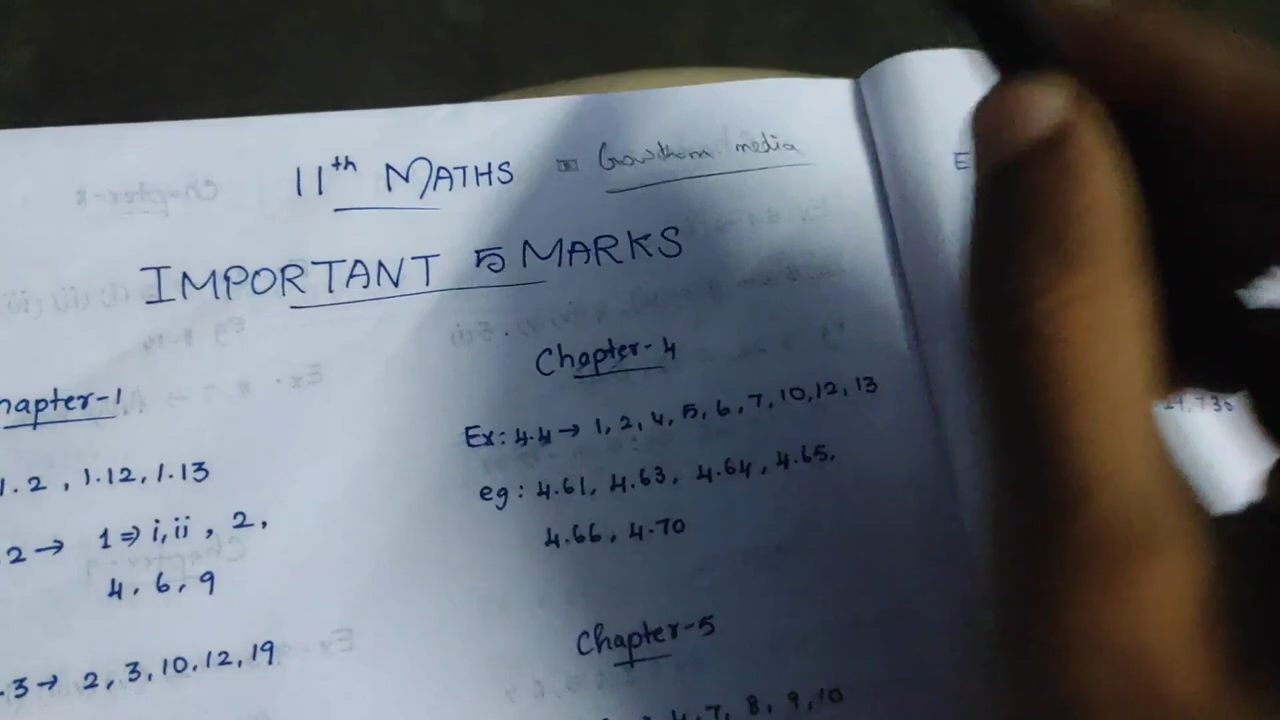 11th MATHS Gowtham media
IMPORTANT 5 MARKS
hapter-1
1.2, 1.12, 1.13
2→ 1⇒ i, ii, 2,
4, 6, 9
.3→ 2, 3, 10, 12, 19
Chapter-4
Ex: 4.4→ 1, 2, 4, 5, 6, 7, 10, 12, 13
eg: 4.61, 4.63, 4.64, 4.65,
4.66, 4.70
Chapter-5
4, 7, 8, 9, 10